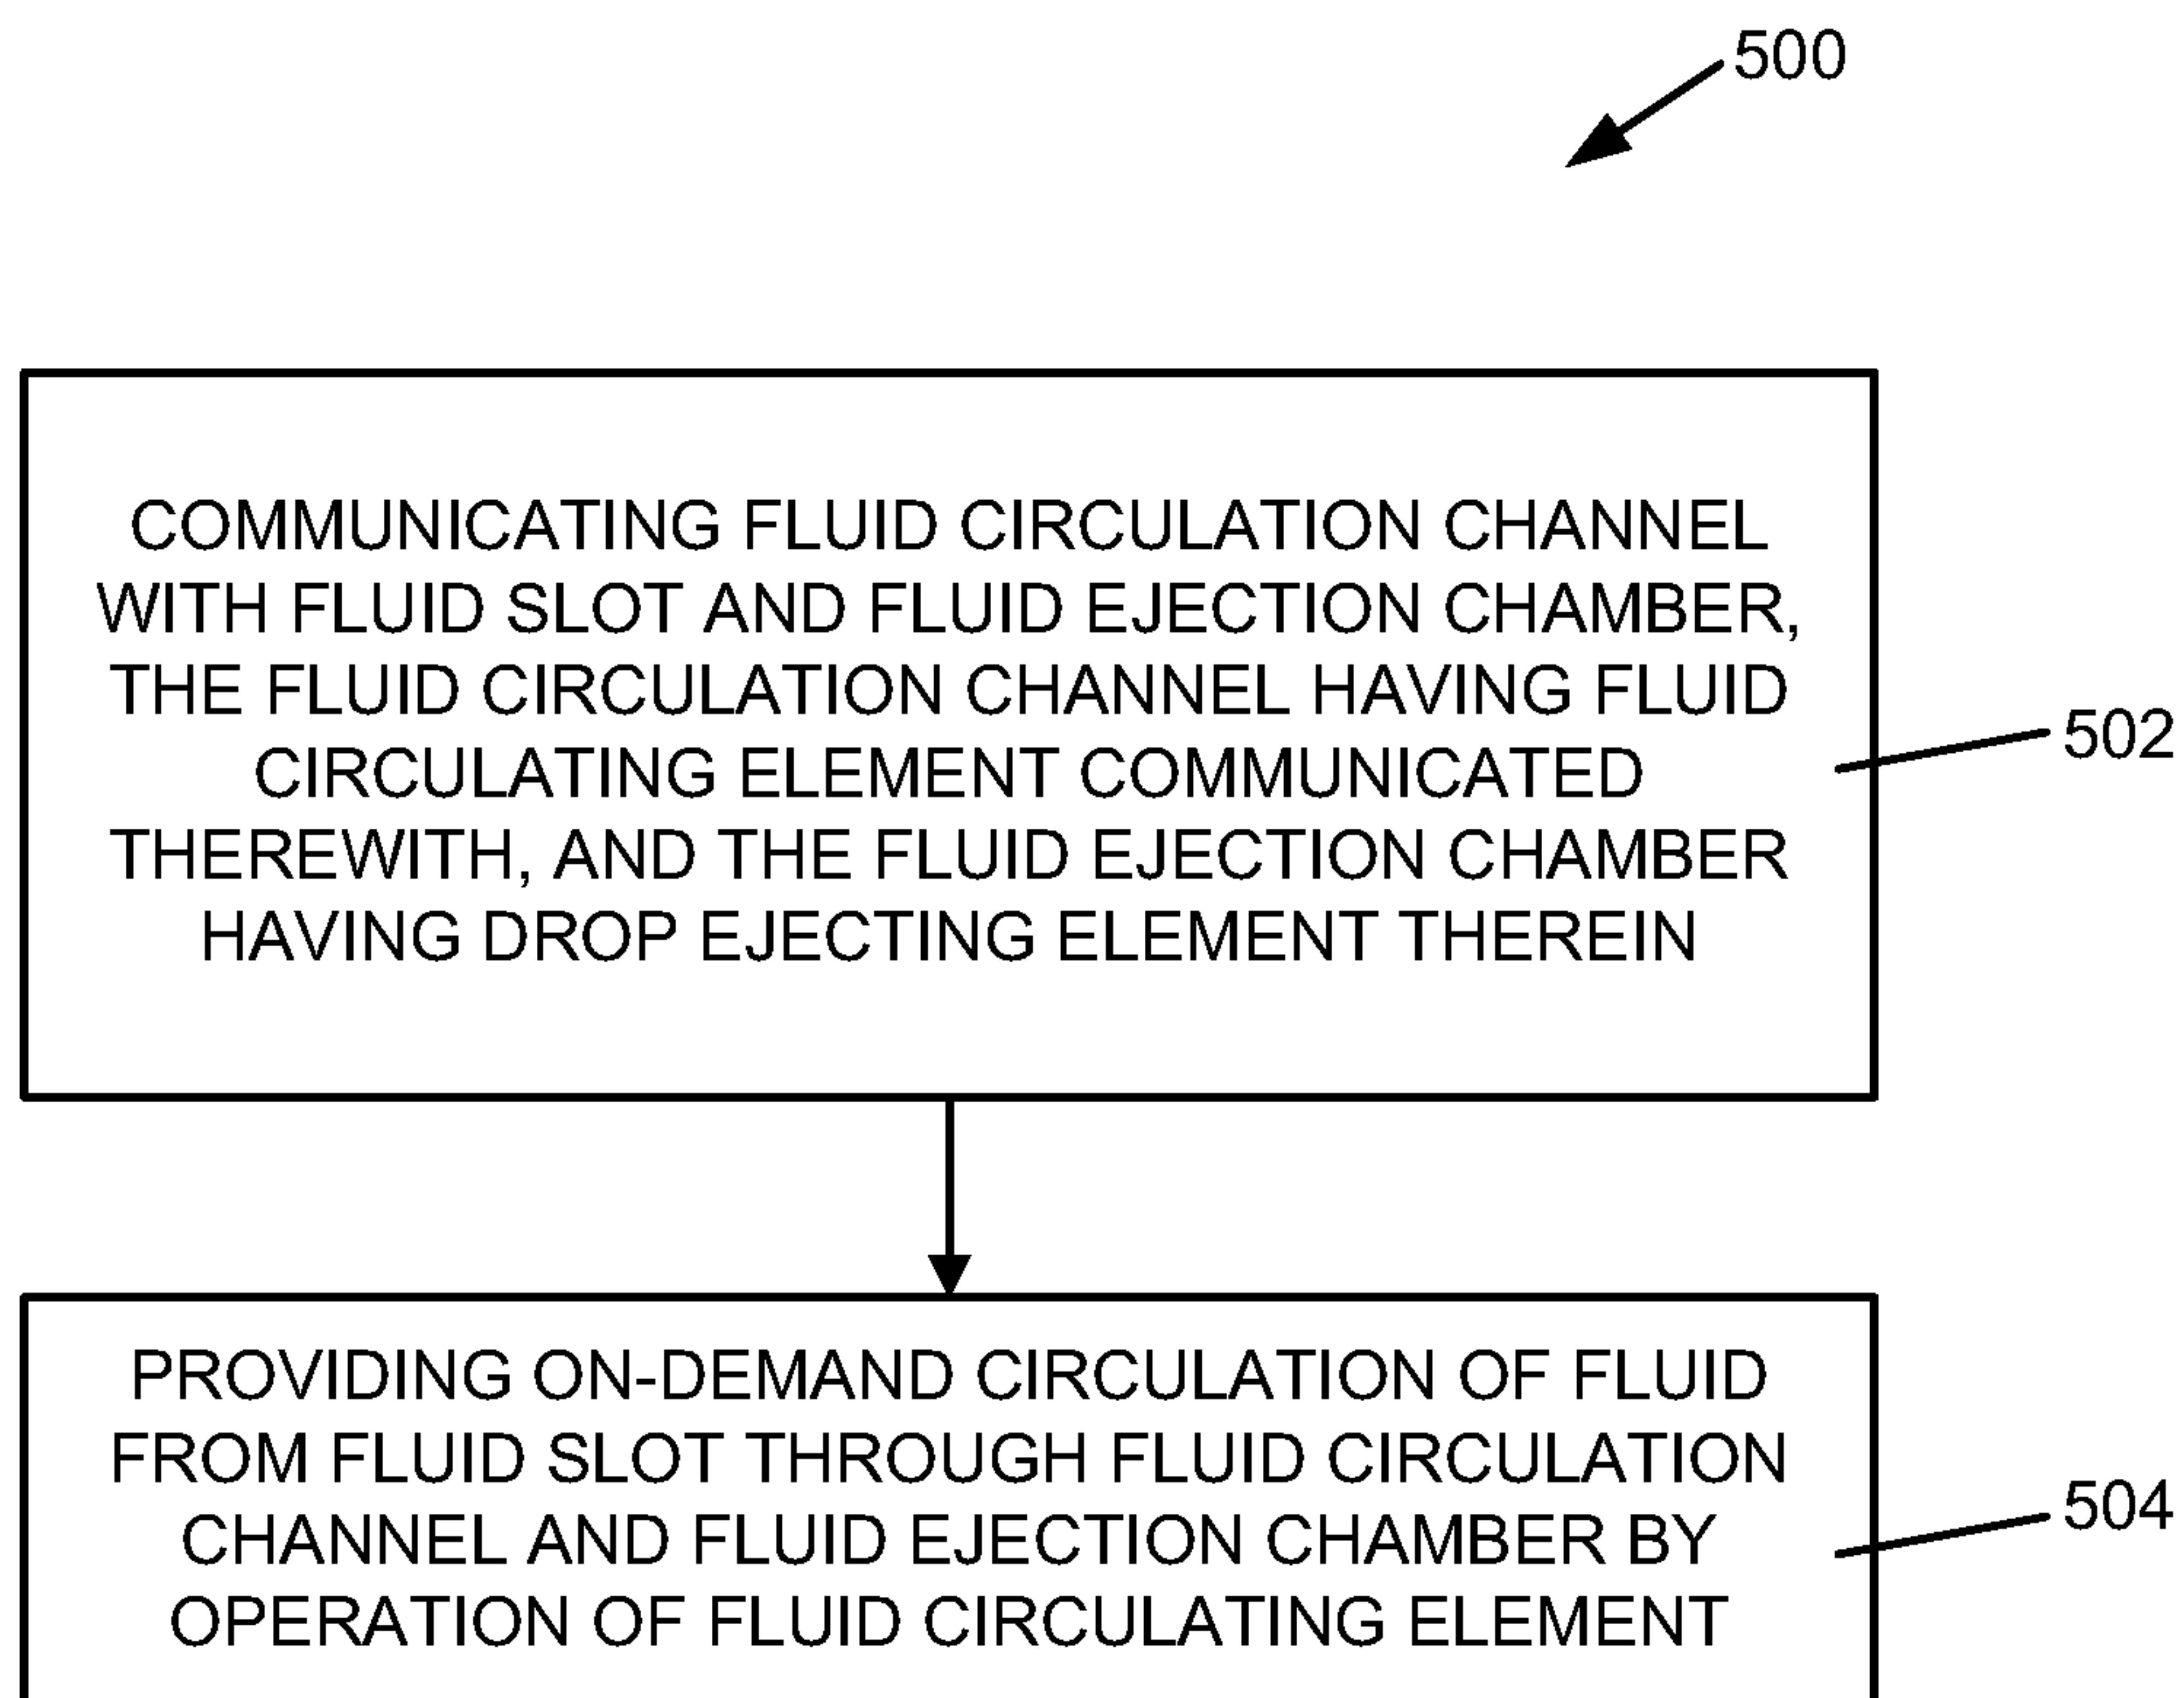 500
COMMUNICATING FLUID CIRCULATION CHANNEL
WITH FLUID SLOT AND FLUID EJECTION CHAMBER,
THE FLUID CIRCULATION CHANNEL HAVING FLUID
CIRCULATING ELEMENT COMMUNICATED
THEREWITH, AND THE FLUID EJECTION CHAMBER
HAVING DROP EJECTING ELEMENT THEREIN
502
PROVIDING ON-DEMAND CIRCULATION OF FLUID
FROM FLUID SLOT THROUGH FLUID CIRCULATION
CHANNEL AND FLUID EJECTION CHAMBER BY
OPERATION OF FLUID CIRCULATING ELEMENT
504